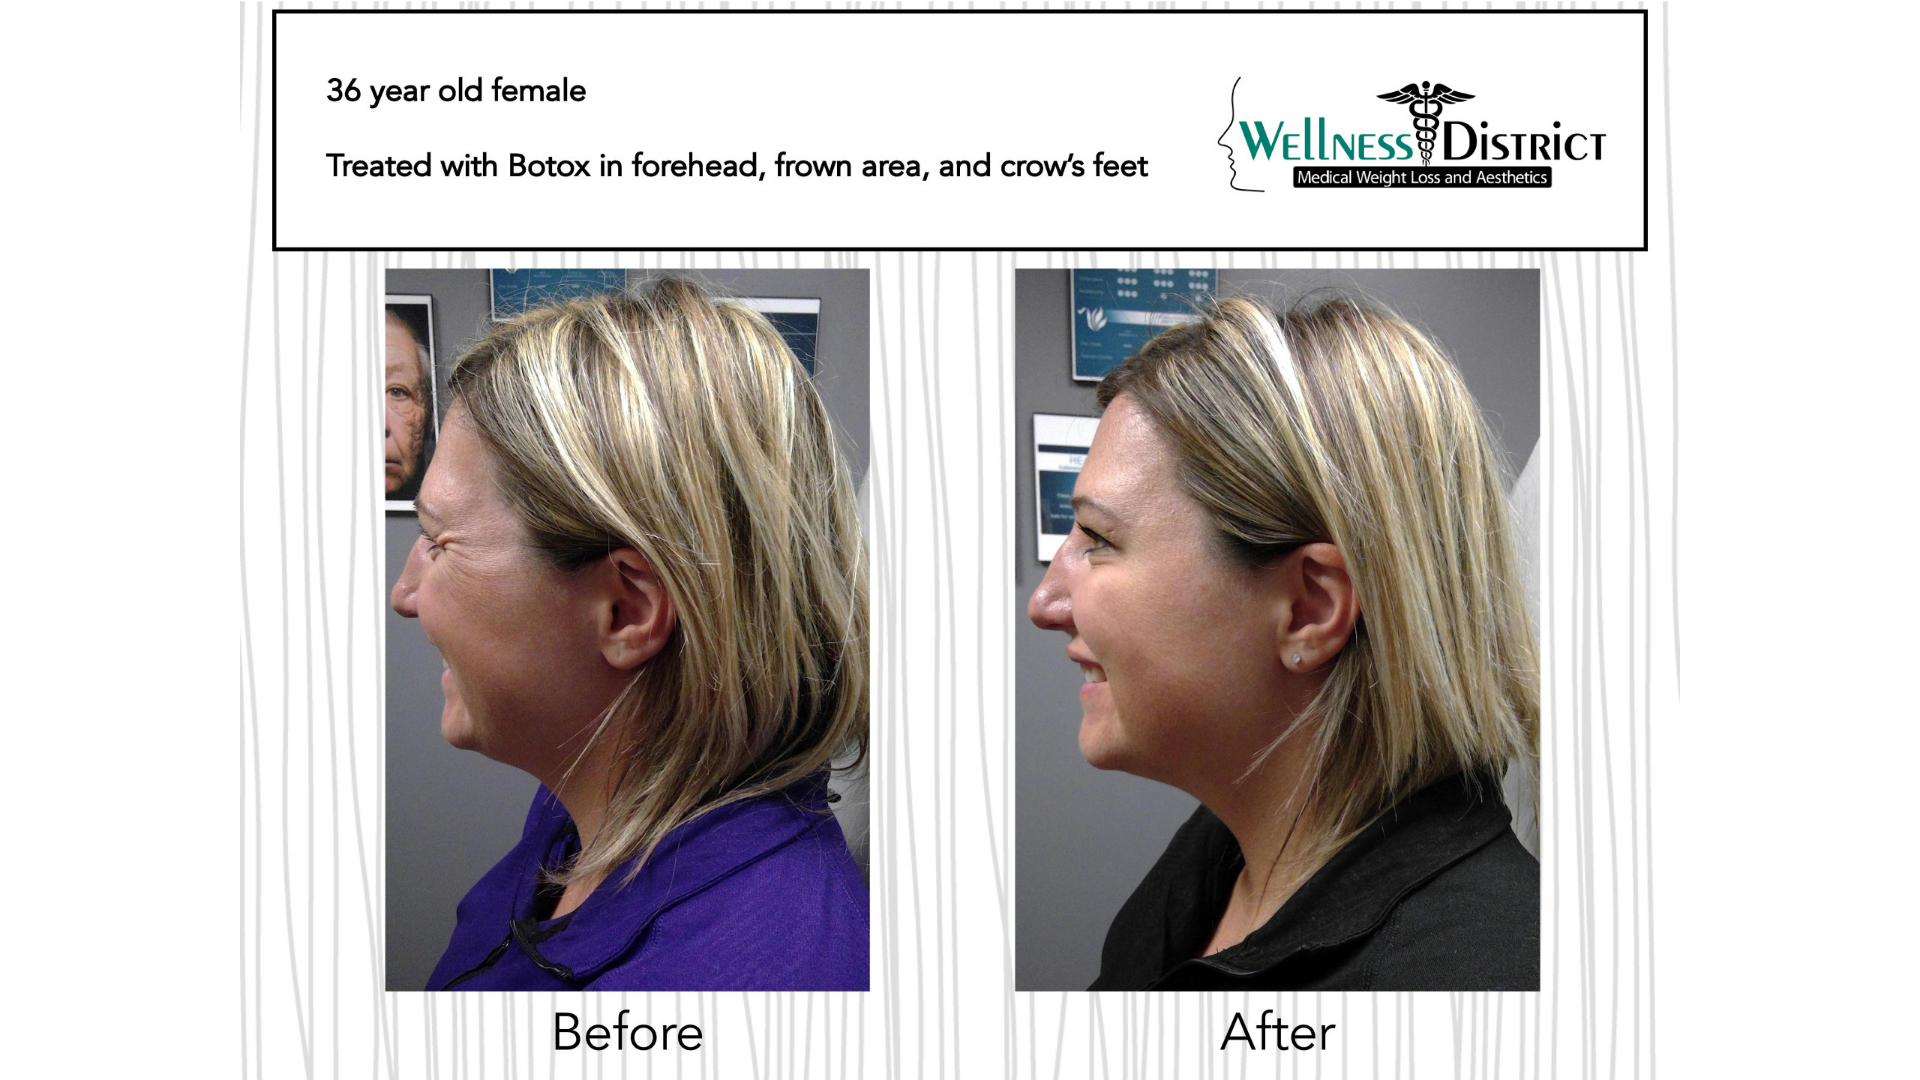 36 year old female
Treated with Botox in forehead, frown area, and crow’s feet
WELLNESS DISTRICT
Medical Weight Loss and Aesthetics
Before
After